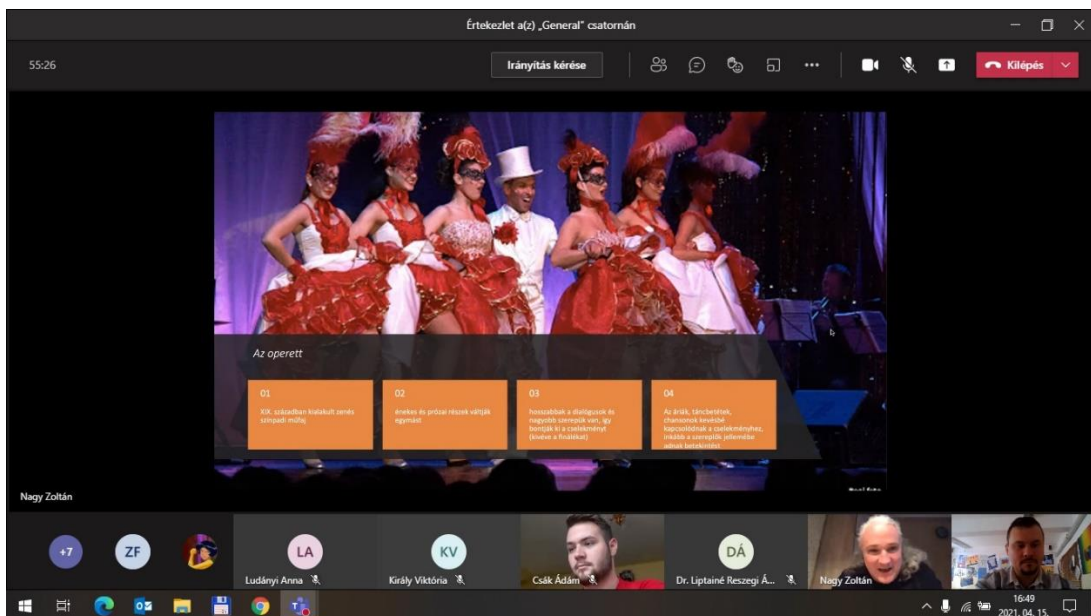 Értekezlet a(z) „General” csatornán
55:26
Irányítás kérése
Kilépés
Az operett
01
XIX. században kialakult zenés
színpadi műfaj
02
énekes és prózai részek váltják
egymást
03
hosszabbak a dialógusok és
nagyobb szerepük van, így
bontják ki a cselekményt
(kivéve a finálékat)
04
Az áriák, táncbetétek,
chansonok kevésbé
kapcsolódnak a cselekményhez,
inkább a szereplők jellemébe
adnak betekintést
Nagy Zoltán
+7
ZF
LA
Ludányi Anna
KV
Király Viktória
Csák Ádám
DÁ
Dr. Liptainé Reszegi Á...
Nagy Zoltán
16:49
2021. 04. 15.